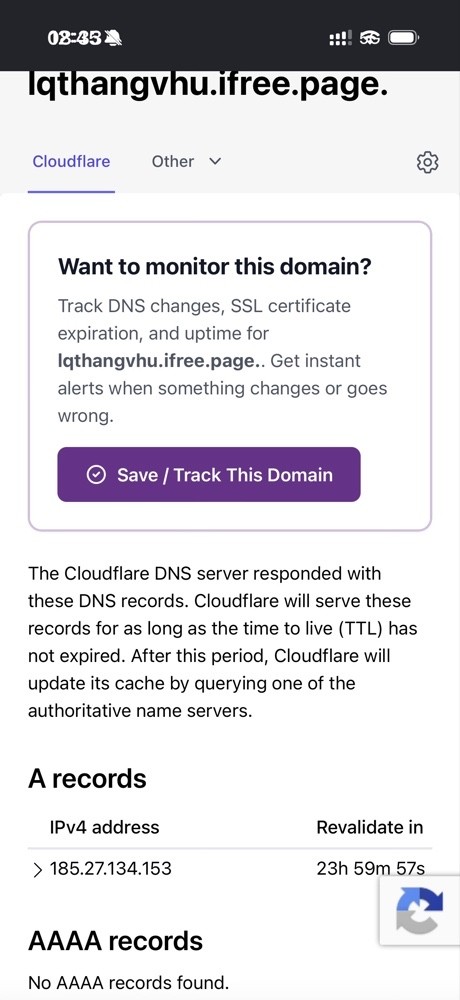 lqthangvhu.ifree.page.
Cloudflare
Other
Want to monitor this domain?
Track DNS changes, SSL certificate
expiration, and uptime for
lqthangvhu.ifree.page.. Get instant
alerts when something changes or goes
wrong.
Save / Track This Domain
The Cloudflare DNS server responded with
these DNS records. Cloudflare will serve these
records for as long as the time to live (TTL) has
not expired. After this period, Cloudflare will
update its cache by querying one of the
authoritative name servers.
A records
IPv4 address Revalidate in
185.27.134.153 23h 59m 57s
AAAA records
No AAAA records found.